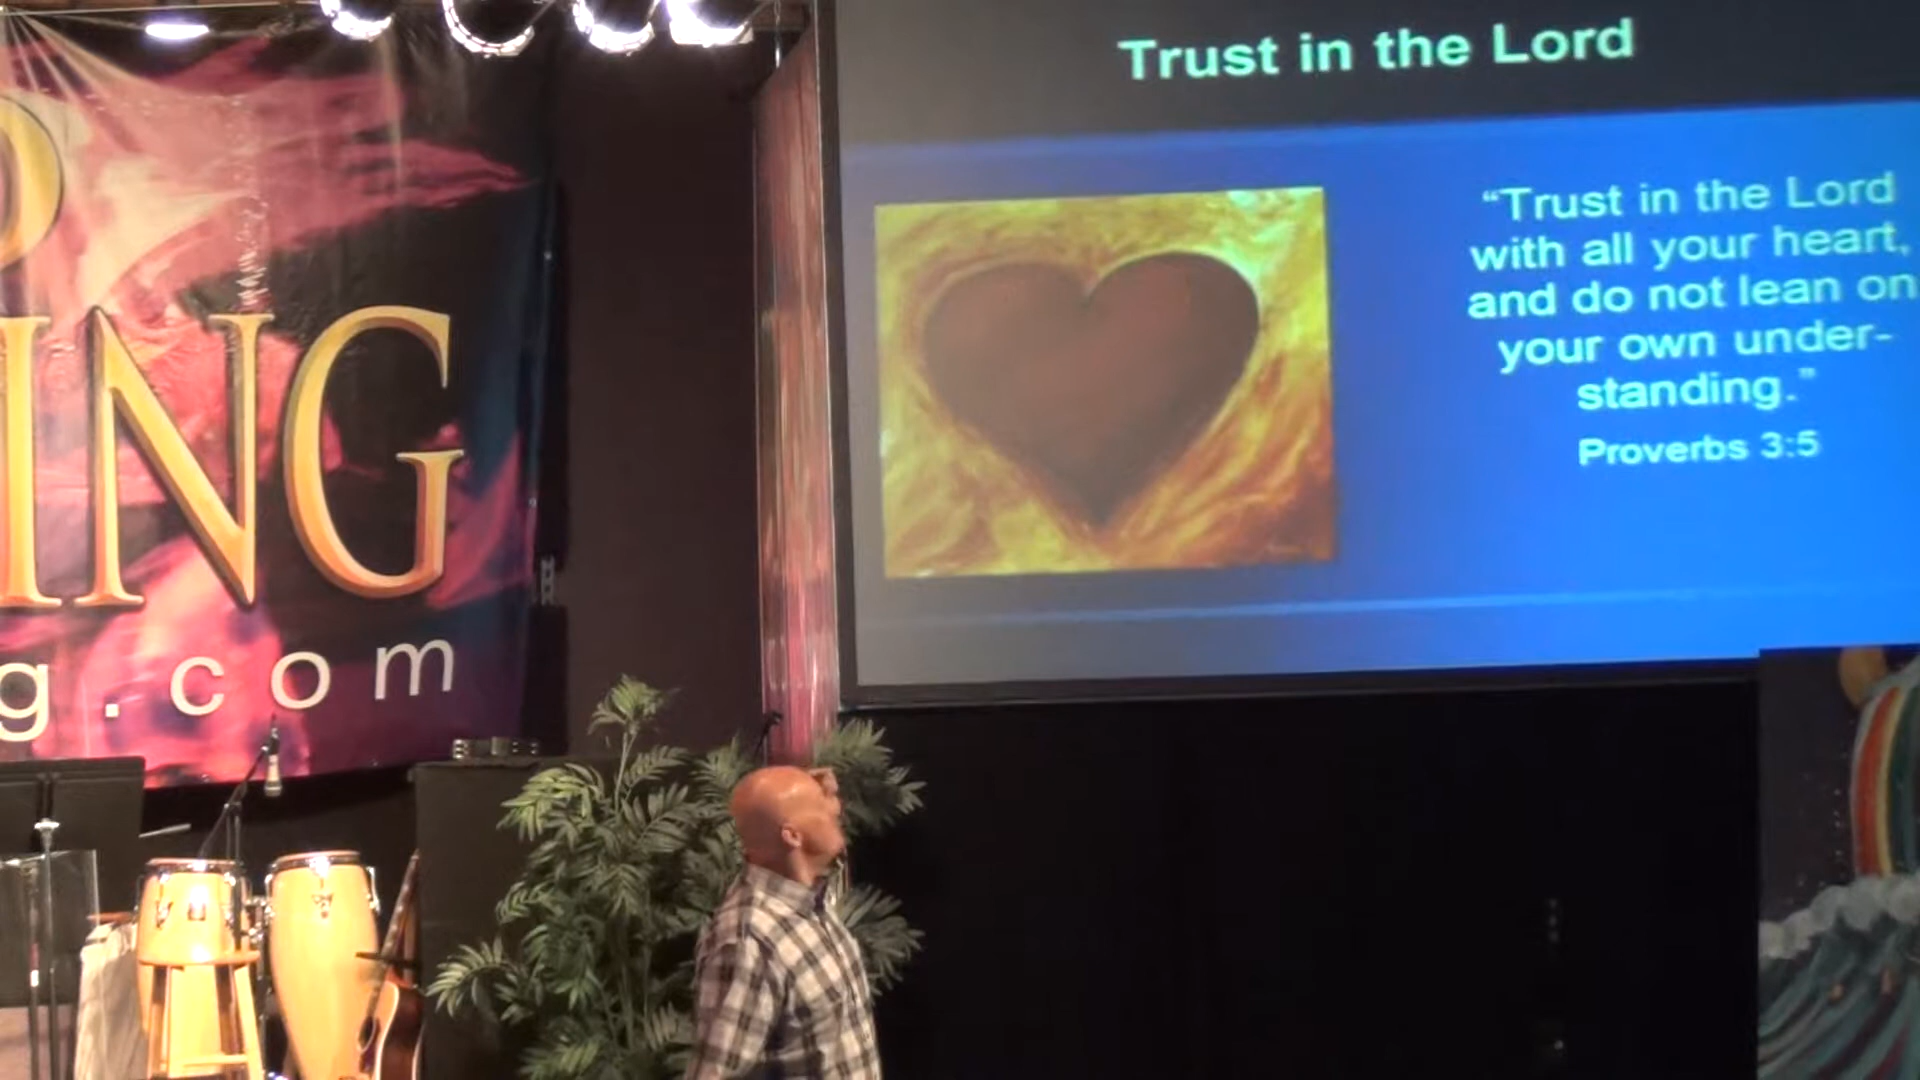 ING
g.com
Trust in the Lord
“Trust in the Lord
with all your heart,
and do not lean on
your own under-
standing.”
Proverbs 3:5